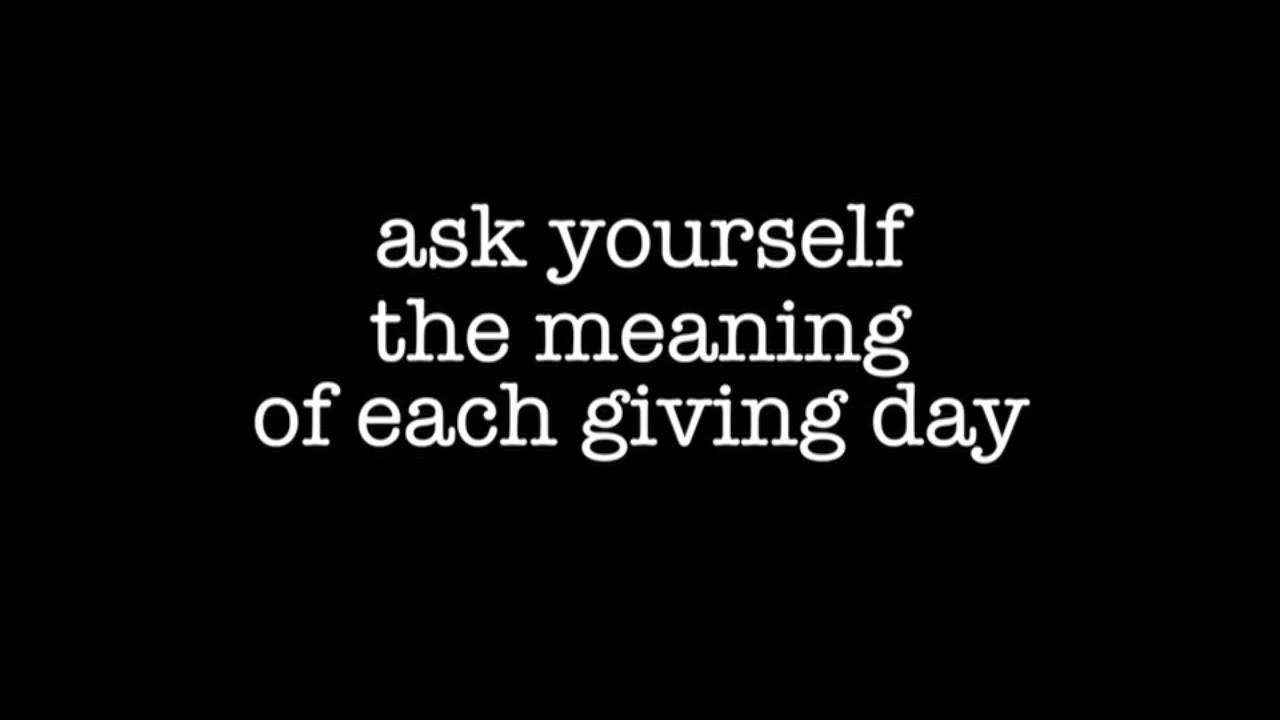 ask yourself
the meaning
of each giving day